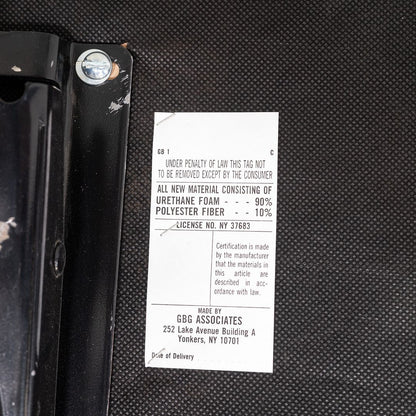 GB 1 C
UNDER PENALTY OF LAW THIS TAG NOT
TO BE REMOVED EXCEPT BY THE CONSUMER
ALL NEW MATERIAL CONSISTING OF
URETHANE FOAM - - - 90%
POLYESTER FIBER - - 10%
LICENSE NO. NY 37683
Certification is made
by the manufacturer
that the materials in
this article are
described in acc-
ordance with law.
MADE BY
GBG ASSOCIATES
252 Lake Avenue Building A
Yonkers, NY 10701
Date of Delivery